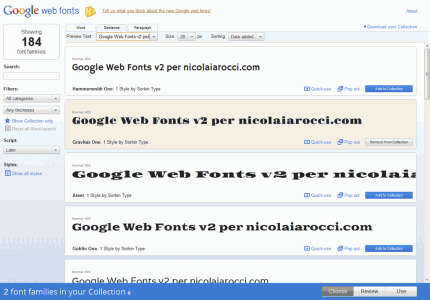 Google web fonts
Tell us what you think about the new Google web fonts!
About
Download your Collection
Showing
184
font families
Word
Sentence
Paragraph
Preview Text:
Google Web Fonts v2 per
Size:
px
Sorting:
Date added
Search:
Filters:
All categories
Any thickness
Show Collection only
Reset all filters/search
Script:
Latin
Styles:
Show all styles
Normal 400
Google Web Fonts v2 per nicolaiarocci.com
Hammersmith One, 1 Style by Sorkin Type
Quick-use
Pop out
Add to Collection
Normal 400
Google Web Fonts v2 per nicolaiarocci.com
Gravitas One, 1 Style by Sorkin Type
Quick-use
Pop out
Remove from Collection
Normal 400
Google Web Fonts v2 per nicolaiarocci.com
Asset, 1 Style by Sorkin Type
Quick-use
Pop out
Add to Collection
Normal 400
Google Web Fonts v2 per nicolaiarocci.com
Goblin One, 1 Style by Sorkin Type
Quick-use
Pop out
Add to Collection
Normal 400
Google Web Fonts v2 per nicolaiarocci.com
2 font families in your Collection
Choose
Review
Use